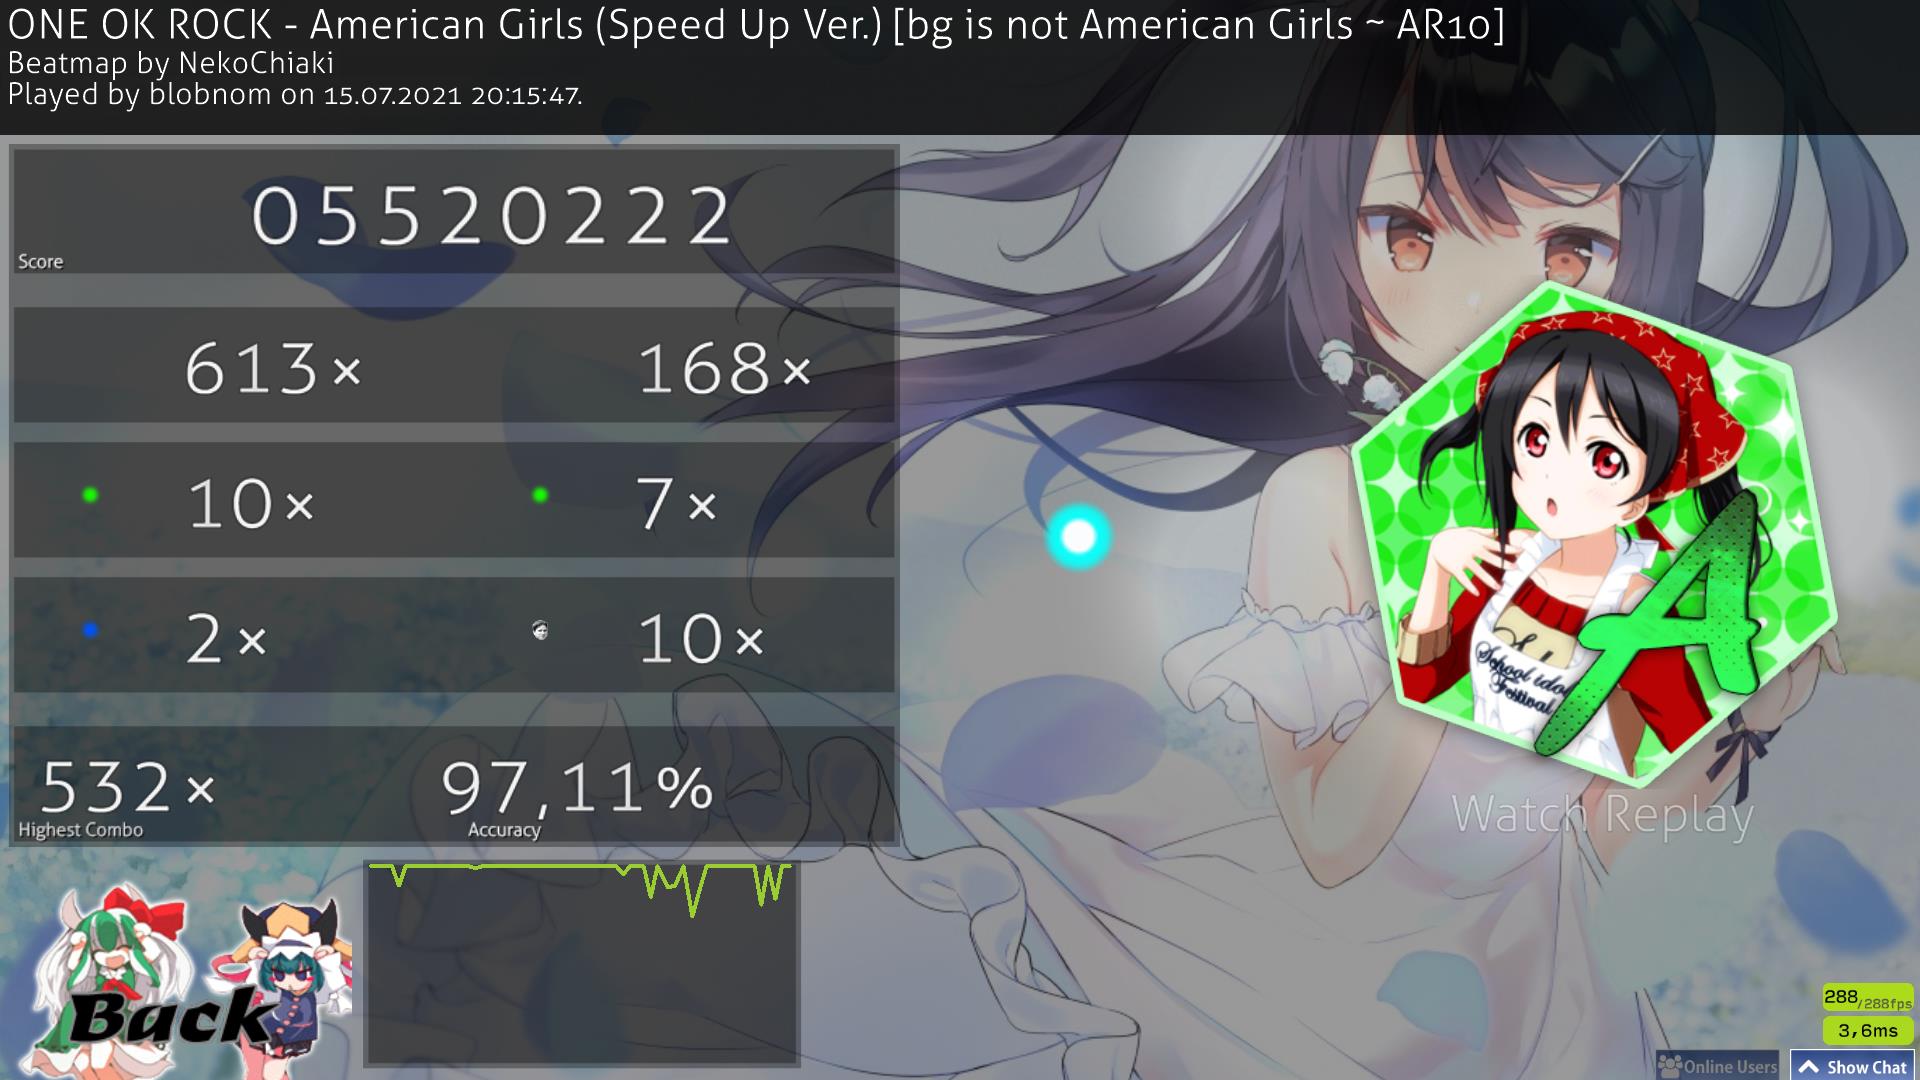 ONE OK ROCK - American Girls (Speed Up Ver.) [bg is not American Girls ~ AR10]
Beatmap by NekoChiaki
Played by blobnom on 15.07.2021 20:15:47.
05520222
Score
613× 168×
10× 7×
2× 10×
532× 97,11%
Highest Combo Accuracy
A
School idol
Festival
Watch Replay
Back
288/288fps
3,6ms
Online Users
Show Chat